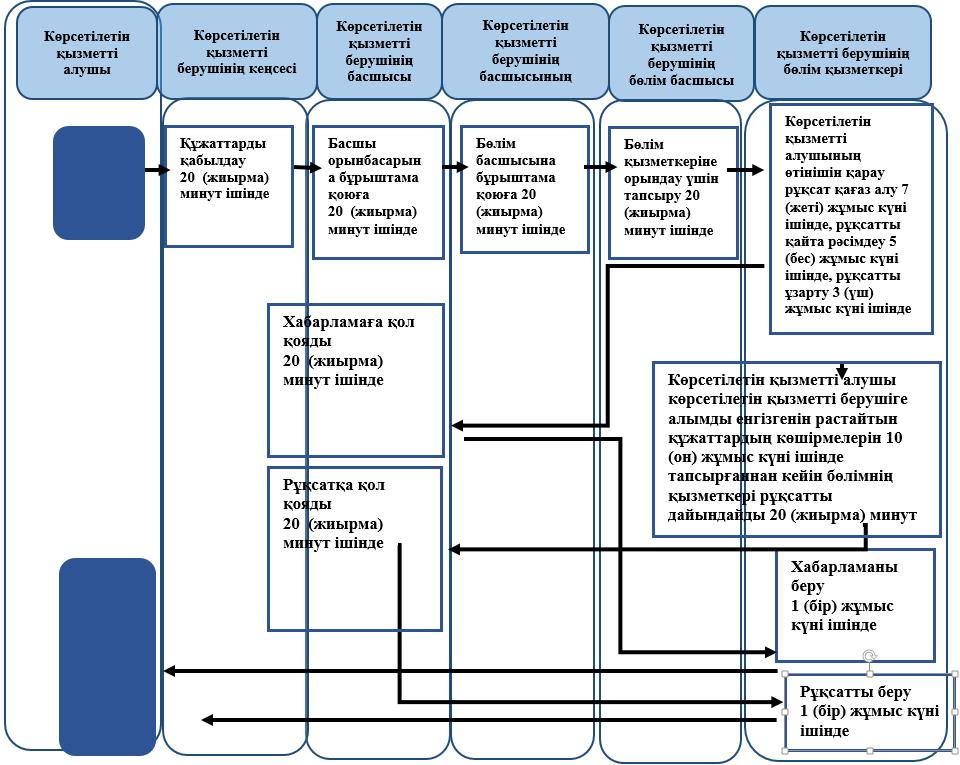 Көрсетілетін
қызметті
алушы
Көрсетілетін
қызметті
берушінің кеңсесі
Көрсетілетін
қызметті
берушінің
басшысы
Көрсетілетін
қызметті
берушінің
басшысының
Көрсетілетін
қызметті
берушінің
бөлім басшысы
Көрсетілетін
қызметті берушінің
бөлім қызметкері
Құжаттарды
қабылдау
20 (жиырма)
минут ішінде
Басшы
орынбасарын
а бұрыштама
қоюға
20 (жиырма)
минут ішінде
Бөлім
басшысына
бұрыштама
қоюға 20
(жиырма)
минут ішінде
Бөлім
қызметкеріне
орындау үшін
тапсыру 20
(жиырма)
минут ішінде
Көрсетілетін
қызметті
алушының
өтінішін қарау
рұқсат қағаз алу 7
(жеті) жұмыс күні
ішінде, рұқсатты
қайта рәсімдеу 5
(бес) жұмыс күні
ішінде, рұқсатты
ұзарту 3 (үш)
жұмыс күні ішінде
Хабарламаға қол
қояды
20 (жиырма)
минут ішінде
Көрсетілетін қызметті алушы
көрсетілетін қызметті берушіге
алымды енгізгенін растайтын
құжаттардың көшірмелерін 10
(он) жұмыс күні ішінде
тапсырғаннан кейін бөлімнің
қызметкері рұқсатты
дайындайды 20 (жиырма) минут
Рұқсатқа қол
қояды
20 (жиырма)
минут ішінде
Хабарламаны
беру
1 (бір) жұмыс
күні ішінде
Рұқсатты беру
1 (бір) жұмыс күні
ішінде